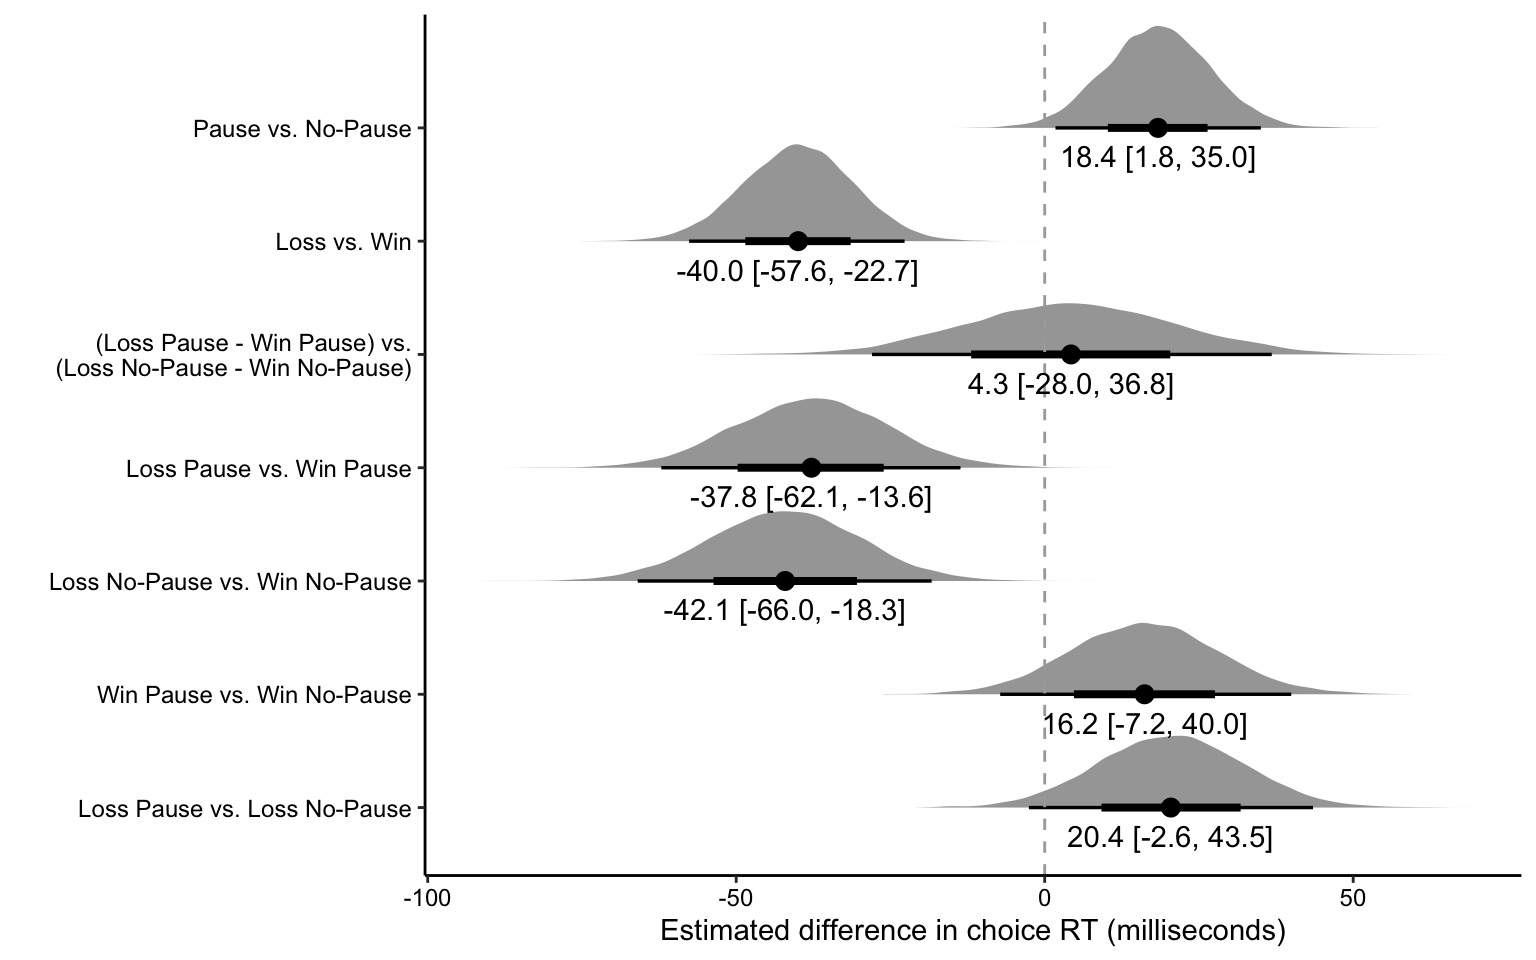 Pause vs. No-Pause
18.4 [1.8, 35.0]
Loss vs. Win
-40.0 [-57.6, -22.7]
(Loss Pause - Win Pause) vs.
(Loss No-Pause - Win No-Pause)
4.3 [-28.0, 36.8]
Loss Pause vs. Win Pause
-37.8 [-62.1, -13.6]
Loss No-Pause vs. Win No-Pause
-42.1 [-66.0, -18.3]
Win Pause vs. Win No-Pause
16.2 [-7.2, 40.0]
Loss Pause vs. Loss No-Pause
20.4 [-2.6, 43.5]
-100 -50 0 50
Estimated difference in choice RT (milliseconds)